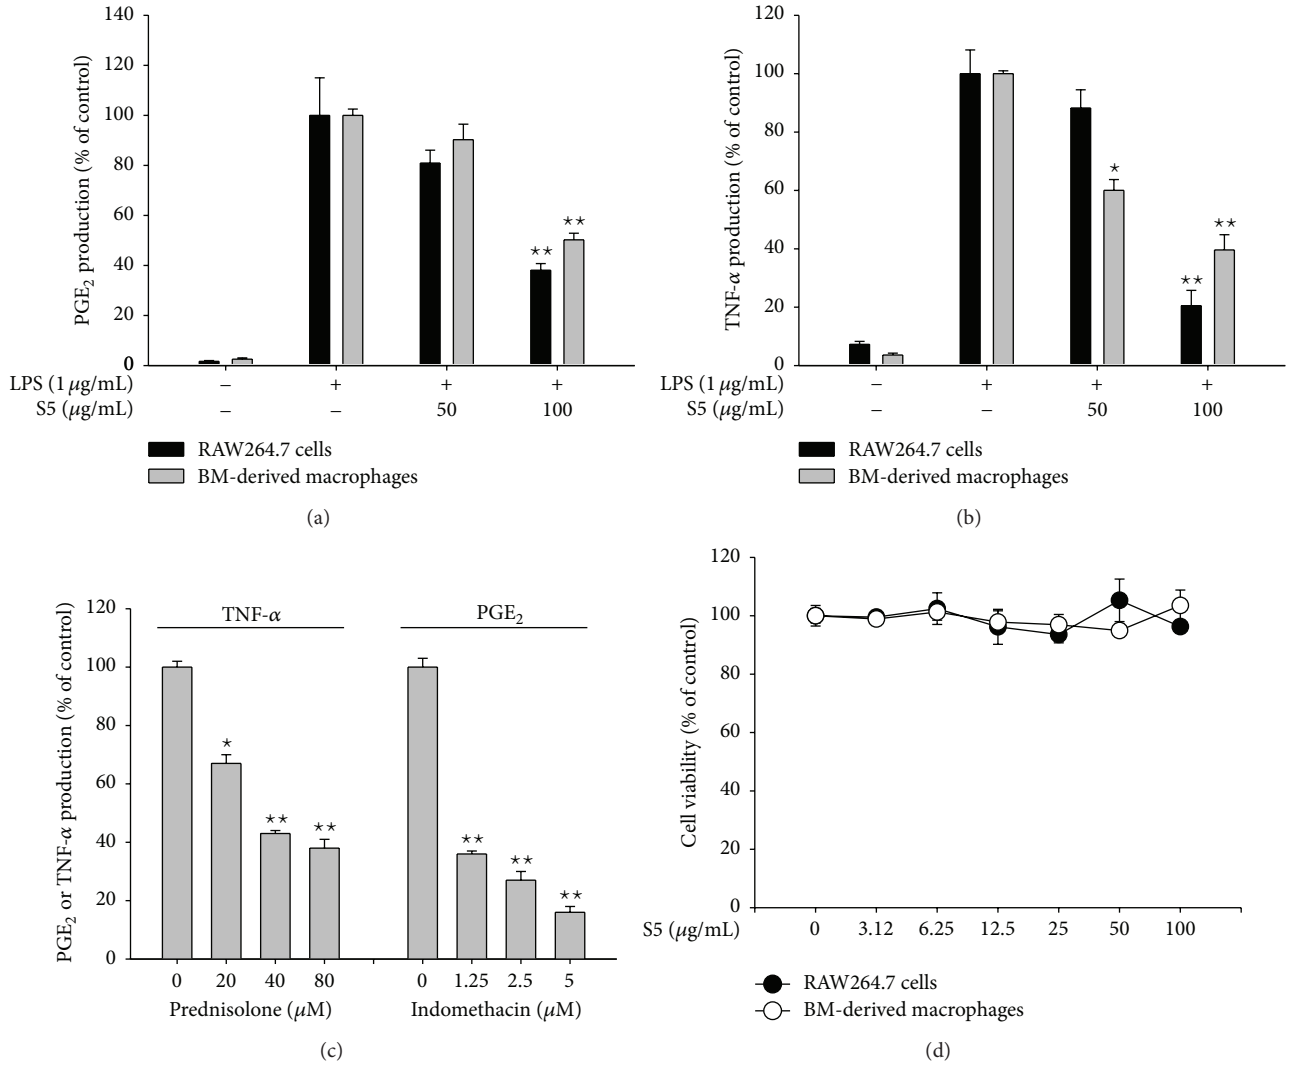 PGE2 production (% of control)
140
120
100
80
60
40
20
0
**
**
LPS (1 μg/mL) − + + +
S5 (μg/mL) − − 50 100
RAW264.7 cells
BM-derived macrophages
(a)
TNF-α production (% of control)
120
100
80
60
40
20
0
*
**
**
LPS (1 μg/mL) − + + +
S5 (μg/mL) − − 50 100
RAW264.7 cells
BM-derived macrophages
(b)
PGE2 or TNF-α production (% of control)
120
100
80
60
40
20
0
TNF-α PGE2
*
**
**
**
**
**
0 20 40 80 0 1.25 2.5 5
Prednisolone (μM) Indomethacin (μM)
(c)
Cell viability (% of control)
120
100
80
60
40
20
0
S5 (μg/mL) 0 3.12 6.25 12.5 25 50 100
RAW264.7 cells
BM-derived macrophages
(d)